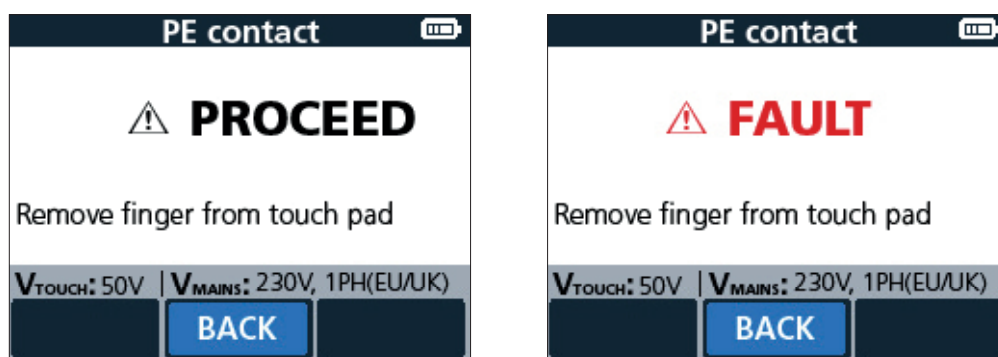 PE contact
PROCEED
Remove finger from touch pad
VTOUCH: 50V | VMAINS: 230V, 1PH(EU/UK)
BACK
PE contact
FAULT
Remove finger from touch pad
VTOUCH: 50V | VMAINS: 230V, 1PH(EU/UK)
BACK